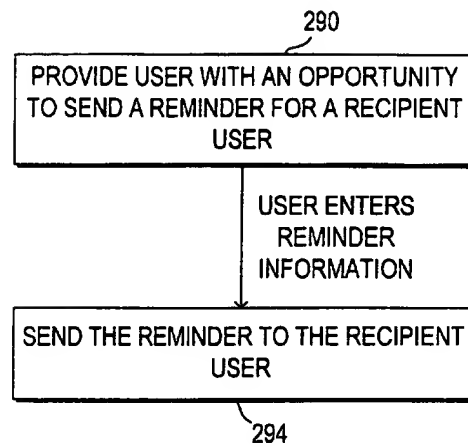 290
PROVIDE USER WITH AN OPPORTUNITY
TO SEND A REMINDER FOR A RECIPIENT
USER
USER ENTERS
REMINDER
INFORMATION
SEND THE REMINDER TO THE RECIPIENT
USER
294